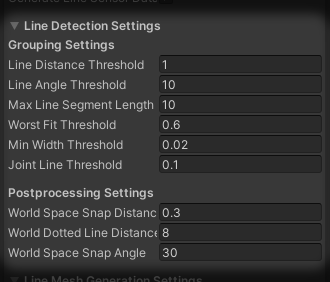 Line Detection Settings
Grouping Settings
Line Distance Threshold 1
Line Angle Threshold 10
Max Line Segment Length 10
Worst Fit Threshold 0.6
Min Width Threshold 0.02
Joint Line Threshold 0.1
Postprocessing Settings
World Space Snap Distanc 0.3
World Dotted Line Distance 8
World Space Snap Angle 30
Line Mesh Generation Settings